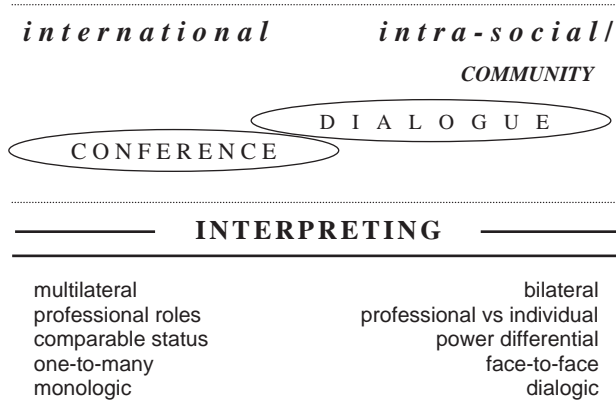 international intra-social/
COMMUNITY
DIALOGUE
CONFERENCE
INTERPRETING
multilateral bilateral
professional roles professional vs individual
comparable status power differential
one-to-many face-to-face
monologic dialogic